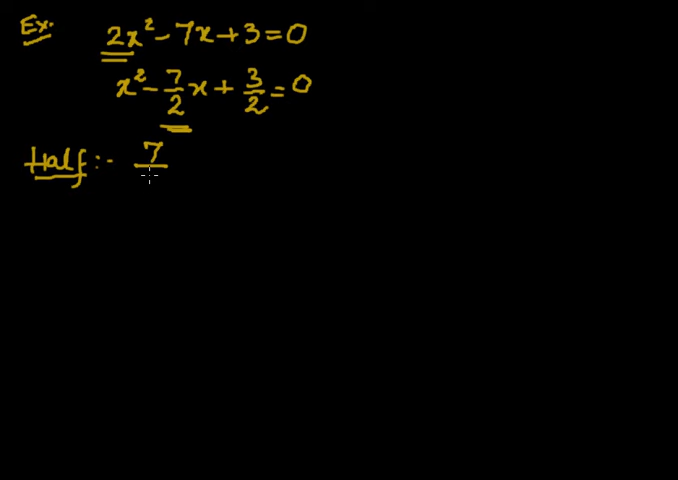 Ex. 2x² - 7x + 3 = 0
x² - 7/2 x + 3/2 = 0
Half :- 7